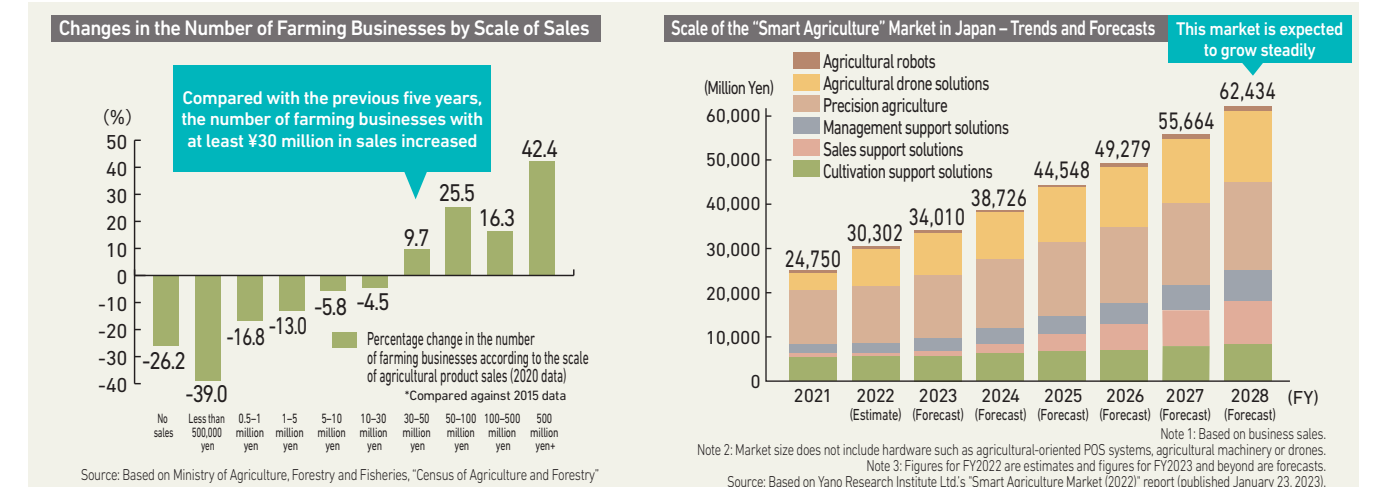 Changes in the Number of Farming Businesses by Scale of Sales
Compared with the previous five years,
the number of farming businesses with
at least ¥30 million in sales increased
(%)
50
40
30
20
10
0
-10
-20
-30
-40
-26.2
-39.0
-16.8
-13.0
-5.8
-4.5
9.7
25.5
16.3
42.4
Percentage change in the number
of farming businesses according to the scale
of agricultural product sales (2020 data)
*Compared against 2015 data
No
sales
Less than
500,000
yen
0.5–1
million
yen
1–5
million
yen
5–10
million
yen
10–30
million
yen
30–50
million
yen
50–100
million
yen
100–500
million
yen
500
million
yen+
Source: Based on Ministry of Agriculture, Forestry and Fisheries, "Census of Agriculture and Forestry"
Scale of the “Smart Agriculture” Market in Japan – Trends and Forecasts
This market is expected
to grow steadily
(Million Yen)
Agricultural robots
Agricultural drone solutions
Precision agriculture
Management support solutions
Sales support solutions
Cultivation support solutions
60,000
50,000
40,000
30,000
20,000
10,000
0
24,750
30,302
34,010
38,726
44,548
49,279
55,664
62,434
2021
2022
(Estimate)
2023
(Forecast)
2024
(Forecast)
2025
(Forecast)
2026
(Forecast)
2027
(Forecast)
2028
(Forecast)
(FY)
Note 1: Based on business sales.
Note 2: Market size does not include hardware such as agricultural-oriented POS systems, agricultural machinery or drones.
Note 3: Figures for FY2022 are estimates and figures for FY2023 and beyond are forecasts.
Source: Based on Yano Research Institute Ltd.'s "Smart Agriculture Market (2022)" report (published January 23, 2023).